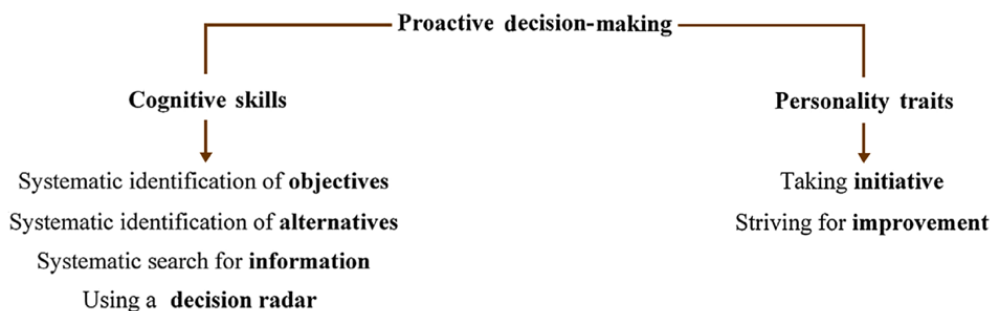 Proactive decision-making
Cognitive skills
Systematic identification of objectives
Systematic identification of alternatives
Systematic search for information
Using a decision radar
Personality traits
Taking initiative
Striving for improvement